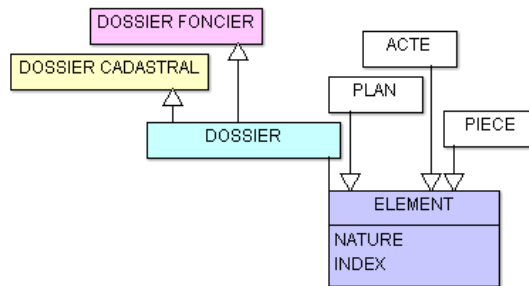 DOSSIER FONCIER
ACTE
DOSSIER CADASTRAL
PLAN
PIECE
DOSSIER
ELEMENT
NATURE
INDEX